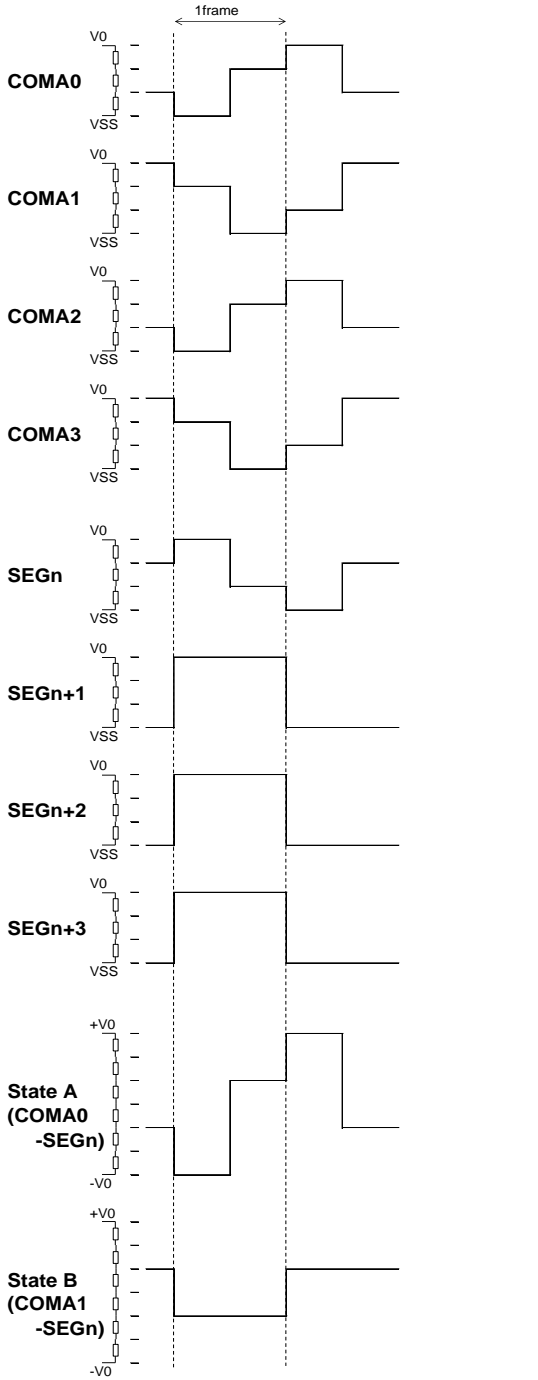 1frame
V0
COMA0
VSS
V0
COMA1
VSS
V0
COMA2
VSS
V0
COMA3
VSS
V0
SEGn
VSS
V0
SEGn+1
VSS
V0
SEGn+2
VSS
V0
SEGn+3
VSS
+V0
State A
(COMA0
-SEGn)
-V0
+V0
State B
(COMA1
-SEGn)
-V0